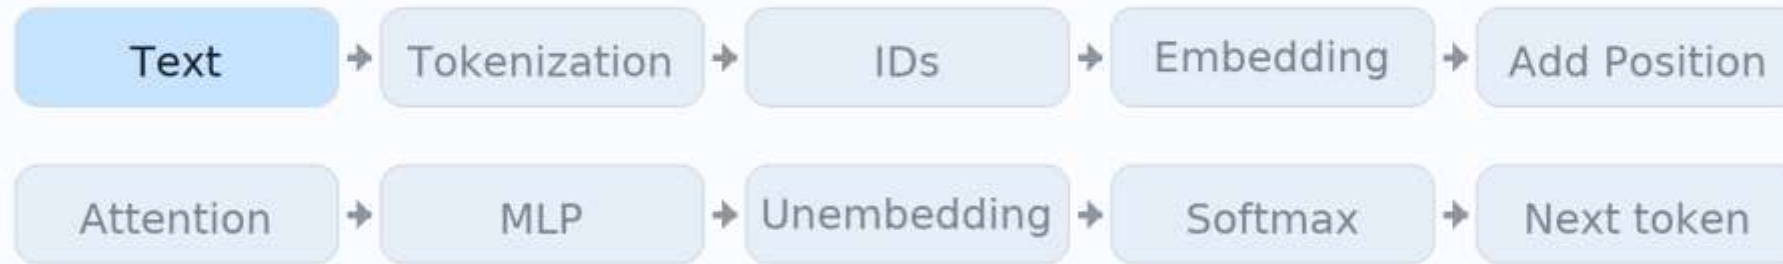 Text Tokenization IDs Embedding Add Position
Attention MLP Unembedding Softmax Next token